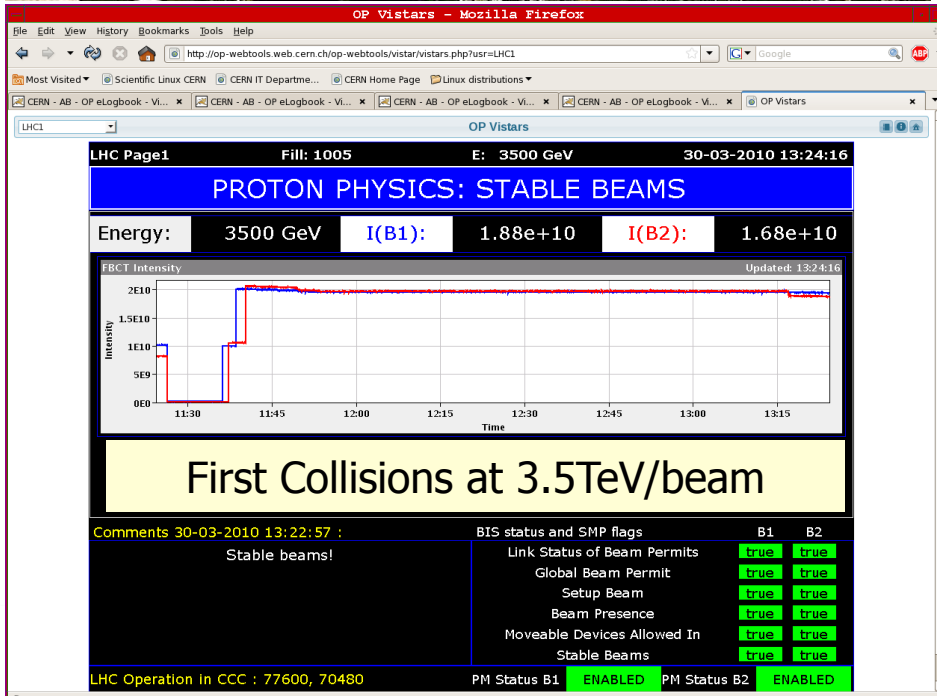 OP Vistars - Mozilla Firefox
File Edit View History Bookmarks Tools Help
http://op-webtools.web.cern.ch/op-webtools/vistar/vistars.php?usr=LHC1
Google
ABP
Most Visited Scientific Linux CERN CERN IT Departme... CERN Home Page Linux distributions
CERN - AB - OP eLogbook - Vi... CERN - AB - OP eLogbook - Vi... CERN - AB - OP eLogbook - Vi... CERN - AB - OP eLogbook - Vi... OP Vistars
LHC1 OP Vistars
LHC Page1 Fill: 1005 E: 3500 GeV 30-03-2010 13:24:16
PROTON PHYSICS: STABLE BEAMS
Energy: 3500 GeV I(B1): 1.88e+10 I(B2): 1.68e+10
FBCT Intensity Updated: 13:24:16
2E10
1.5E10
1E10
5E9
0E0
Intensity
11:30 11:45 12:00 12:15 12:30 12:45 13:00 13:15
Time
First Collisions at 3.5TeV/beam
Comments 30-03-2010 13:22:57 :
Stable beams!
BIS status and SMP flags B1 B2
Link Status of Beam Permits true true
Global Beam Permit true true
Setup Beam true true
Beam Presence true true
Moveable Devices Allowed In true true
Stable Beams true true
LHC Operation in CCC : 77600, 70480 PM Status B1 ENABLED PM Status B2 ENABLED